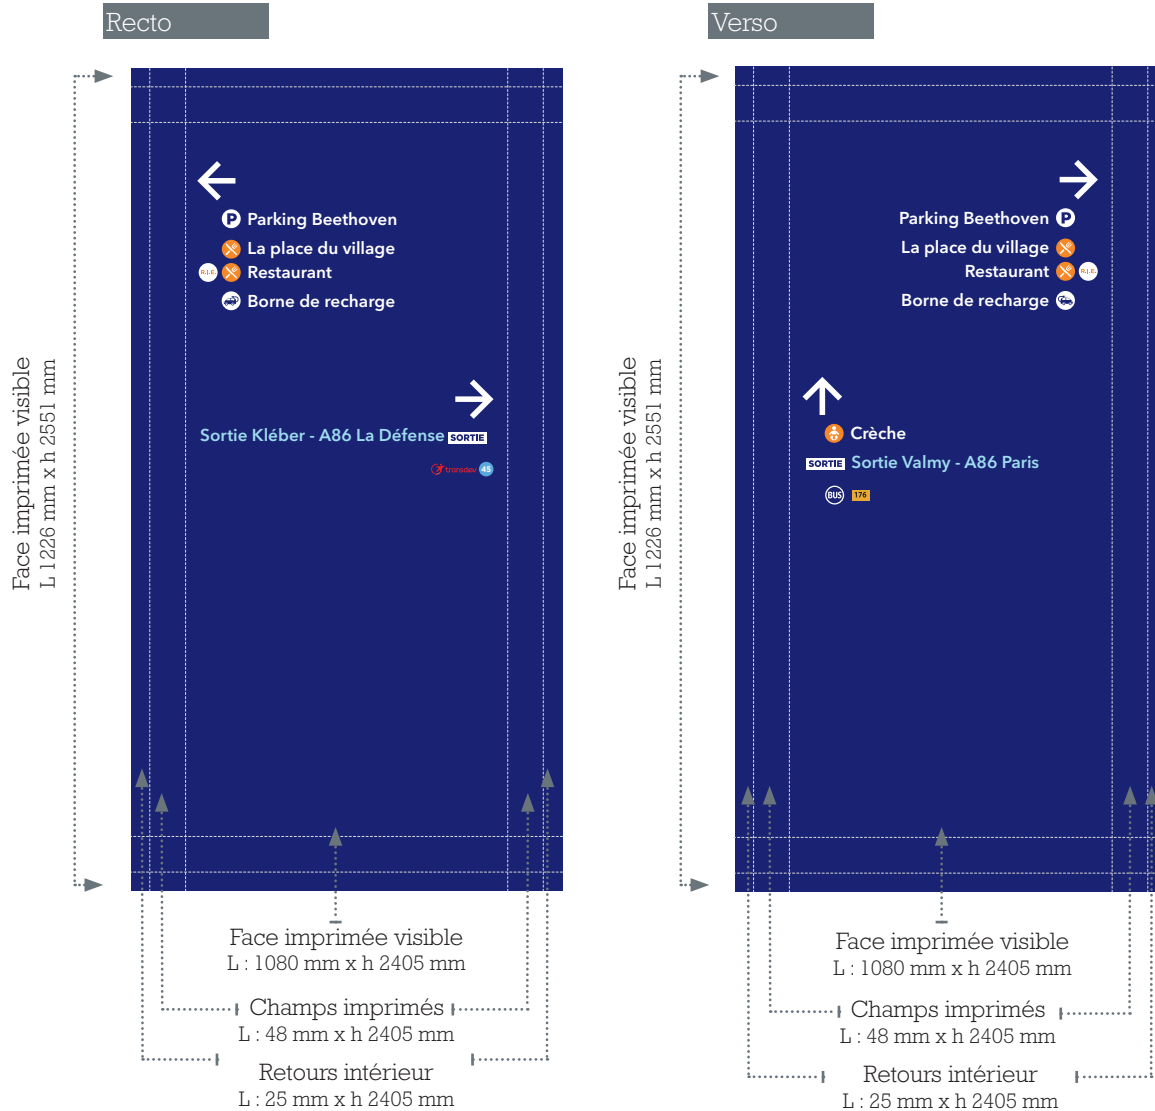 Recto
Face imprimée visible
L 1226 mm x h 2551 mm
P Parking Beethoven
La place du village
R.I.E. Restaurant
Borne de recharge
Sortie Kléber - A86 La Défense SORTIE
transdev 45
Face imprimée visible
L : 1080 mm x h 2405 mm
Champs imprimés
L : 48 mm x h 2405 mm
Retours intérieur
L : 25 mm x h 2405 mm
Verso
Face imprimée visible
L 1226 mm x h 2551 mm
Parking Beethoven P
La place du village
Restaurant R.I.E.
Borne de recharge
Crèche
SORTIE Sortie Valmy - A86 Paris
BUS 176
Face imprimée visible
L : 1080 mm x h 2405 mm
Champs imprimés
L : 48 mm x h 2405 mm
Retours intérieur
L : 25 mm x h 2405 mm